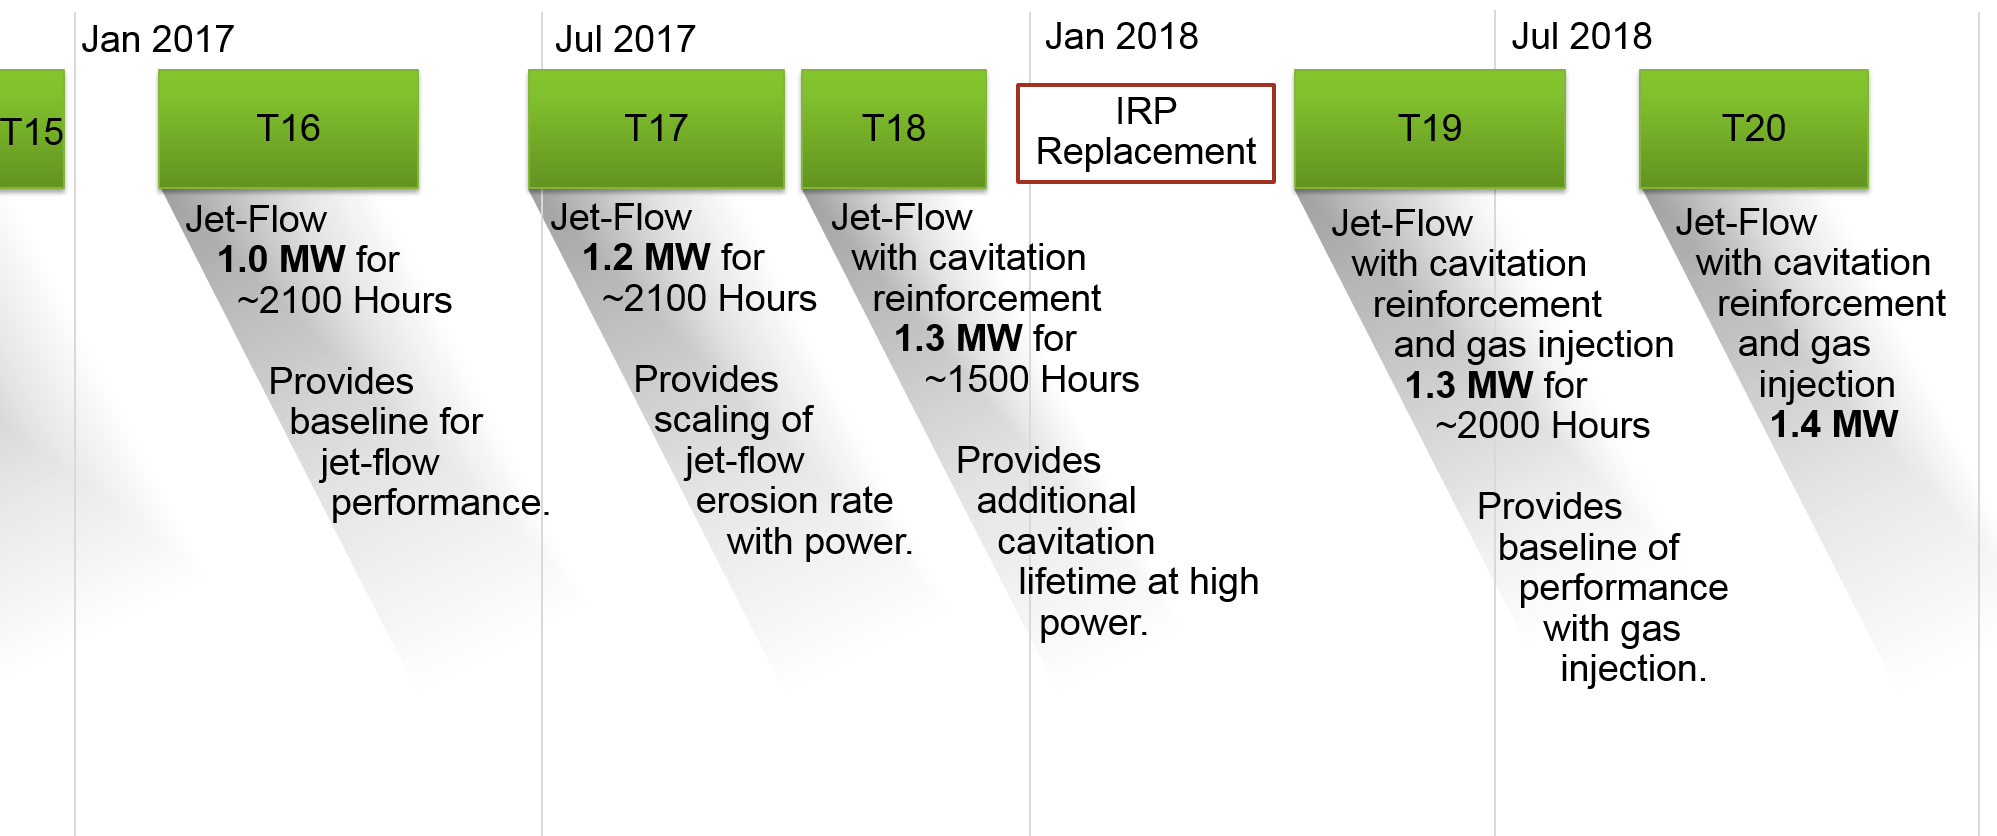 Jan 2017
Jul 2017
Jan 2018
Jul 2018
T15
T16
T17
T18
IRP
Replacement
T19
T20
Jet-Flow
1.0 MW for
~2100 Hours
Provides
baseline for
jet-flow
performance.
Jet-Flow
1.2 MW for
~2100 Hours
Provides
scaling of
jet-flow
erosion rate
with power.
Jet-Flow
with cavitation
reinforcement
1.3 MW for
~1500 Hours
Provides
additional
cavitation
lifetime at high
power.
Jet-Flow
with cavitation
reinforcement
and gas injection
1.3 MW for
~2000 Hours
Provides
baseline of
performance
with gas
injection.
Jet-Flow
with cavitation
reinforcement
and gas
injection
1.4 MW